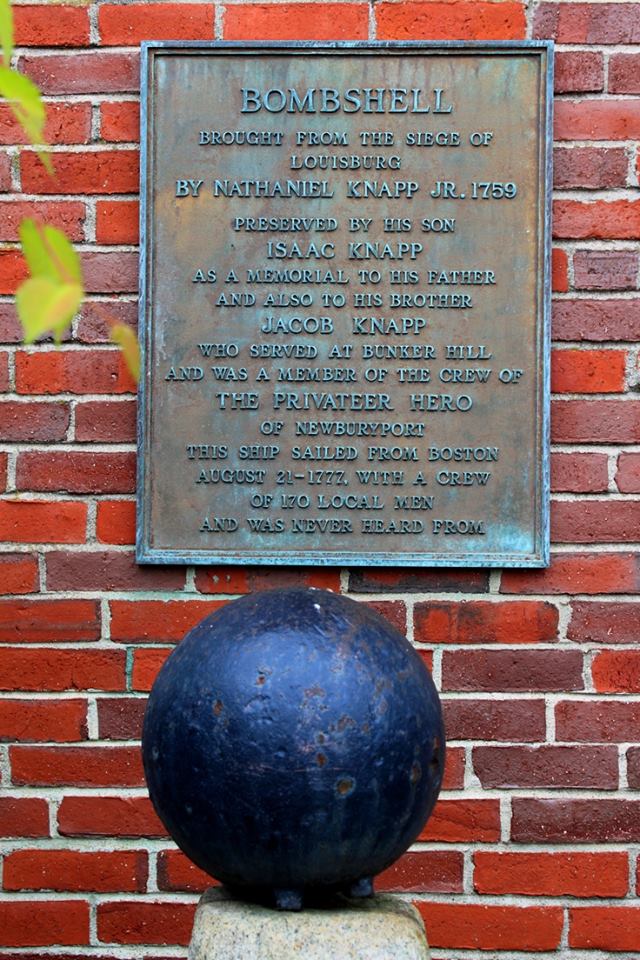 BOMBSHELL
BROUGHT FROM THE SIEGE OF
LOUISBURG
BY NATHANIEL KNAPP JR. 1759
PRESERVED BY HIS SON
ISAAC KNAPP
AS A MEMORIAL TO HIS FATHER
AND ALSO TO HIS BROTHER
JACOB KNAPP
WHO SERVED AT BUNKER HILL
AND WAS A MEMBER OF THE CREW OF
THE PRIVATEER HERO
OF NEWBURYPORT
THIS SHIP SAILED FROM BOSTON
AUGUST 21-1777, WITH A CREW
OF 170 LOCAL MEN
AND WAS NEVER HEARD FROM